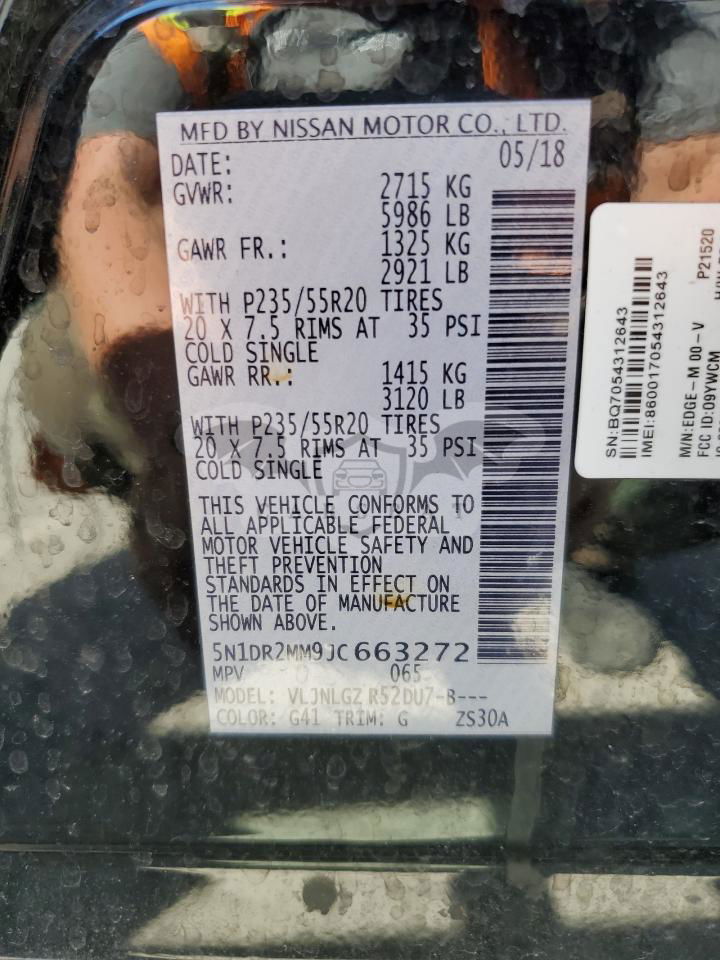 MFD BY NISSAN MOTOR CO., LTD.
DATE: 05/18
GVWR: 2715 KG
5986 LB
GAWR FR.: 1325 KG
2921 LB
WITH P235/55R20 TIRES
20 X 7.5 RIMS AT 35 PSI
COLD SINGLE
GAWR RR.: 1415 KG
3120 LB
WITH P235/55R20 TIRES
20 X 7.5 RIMS AT 35 PSI
COLD SINGLE
THIS VEHICLE CONFORMS TO
ALL APPLICABLE FEDERAL
MOTOR VEHICLE SAFETY AND
THEFT PREVENTION
STANDARDS IN EFFECT ON
THE DATE OF MANUFACTURE
SHOWN ABOVE.
5N1DR2MM9JC663272
MPV 065
MODEL: VLJNLGZ R52DU7-B---
COLOR: G41 TRIM: G ZS30A
SN:BQ7054312643
IMEI:860017054312643
M/N:EDGE-M 00-V P21520
FCC ID:09YWCM